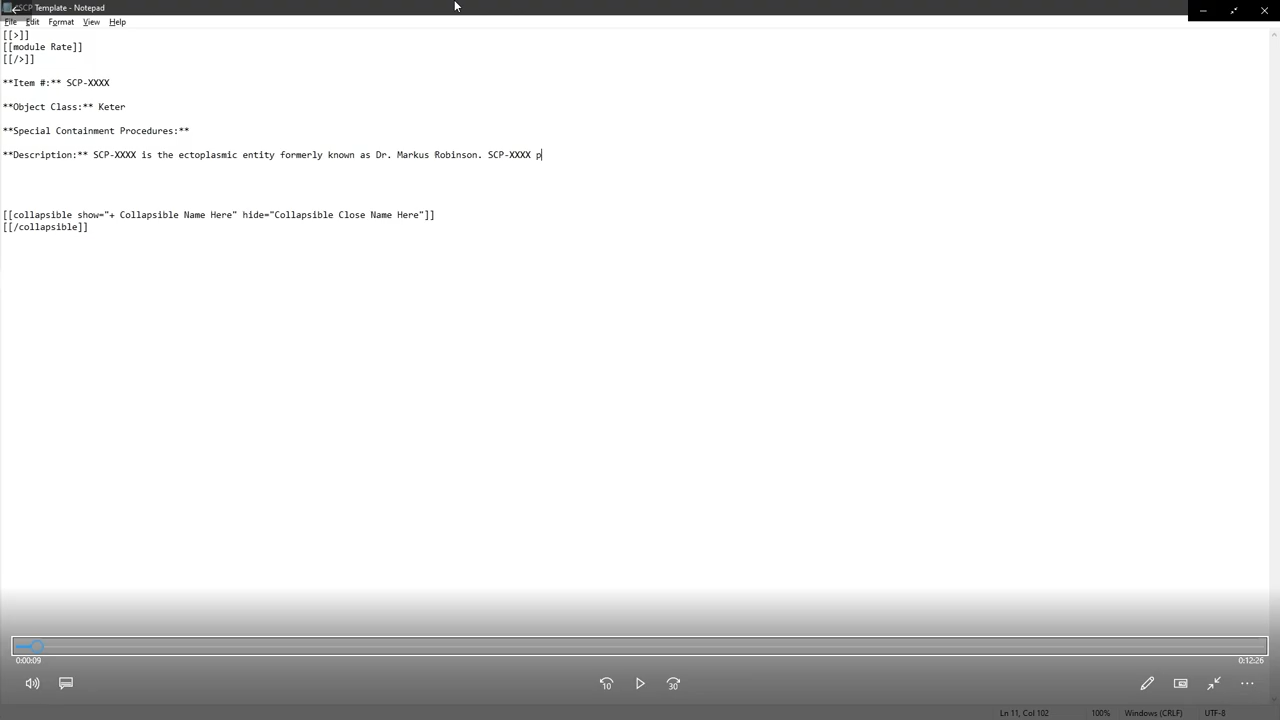 SCP Template - Notepad
File Edit Format View Help
[[>]]
[[module Rate]]
[[/>]]
**Item #:** SCP-XXXX
**Object Class:** Keter
**Special Containment Procedures:**
**Description:** SCP-XXXX is the ectoplasmic entity formerly known as Dr. Markus Robinson. SCP-XXXX p
[[collapsible show="+ Collapsible Name Here" hide="Collapsible Close Name Here"]]
[[/collapsible]]
0:00:09 0:12:26
10 30
Ln 11, Col 102 100% Windows (CRLF) UTF-8